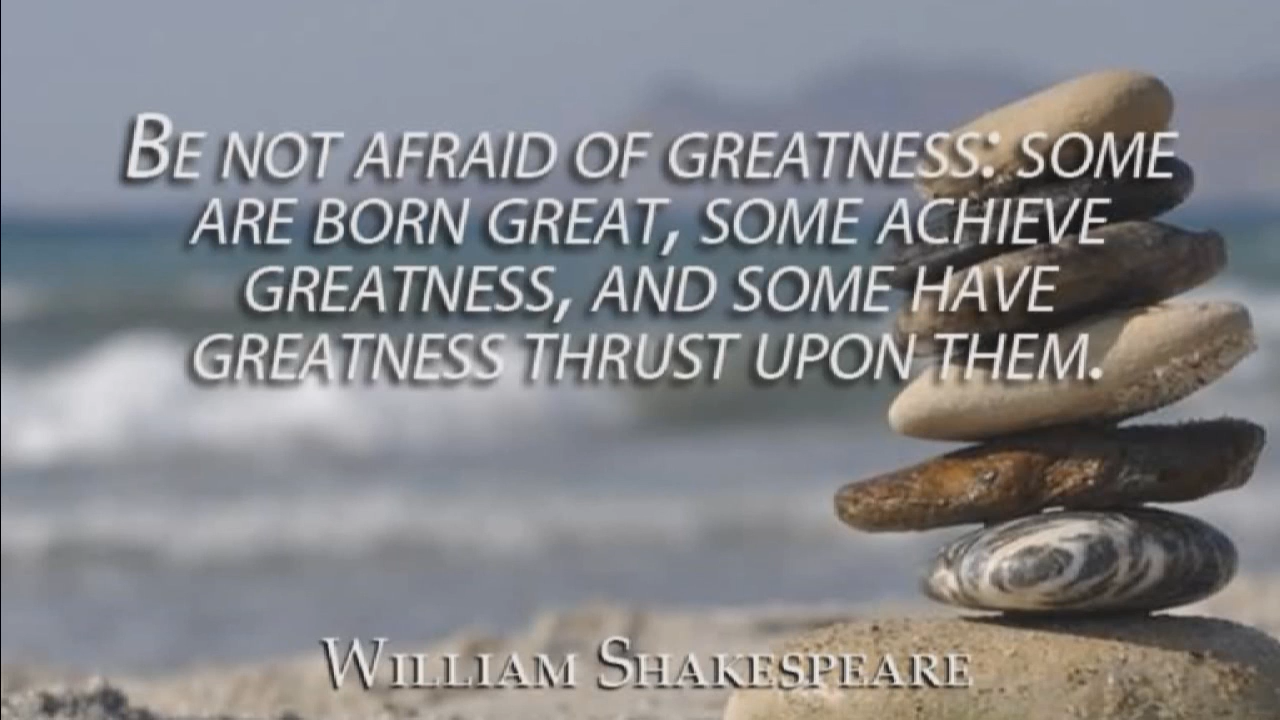 BE NOT AFRAID OF GREATNESS: SOME
ARE BORN GREAT, SOME ACHIEVE
GREATNESS, AND SOME HAVE
GREATNESS THRUST UPON THEM.
WILLIAM SHAKESPEARE